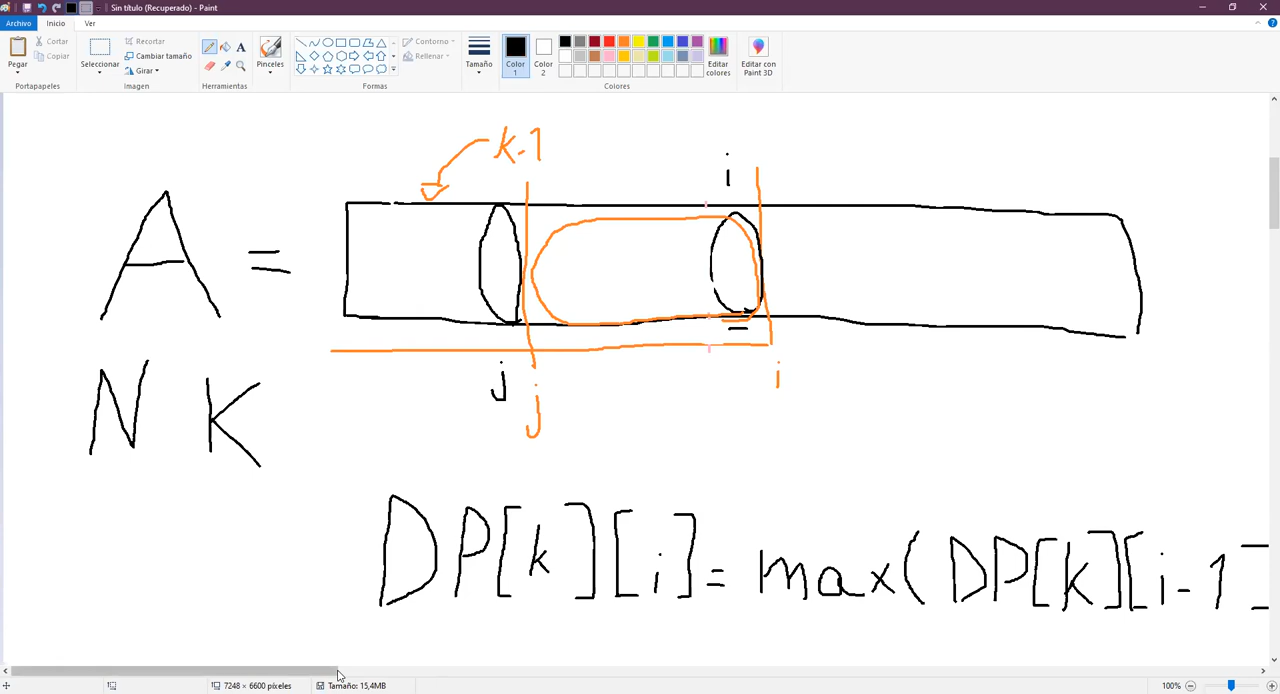 Sin título (Recuperado) - Paint
Archivo Inicio Ver
Pegar
Cortar
Copiar
Portapapeles
Seleccionar
Recortar
Cambiar tamaño
Girar
Imagen
A
Herramientas
Pinceles
Contorno
Rellenar
Formas
Tamaño
Color 1
Color 2
Editar colores
Colores
Editar con Paint 3D
k-1
i
A =
j
j
i
N K
DP[k][i]= max(DP[k][i-1]
7248 × 6600 píxeles
Tamaño: 15,4MB
100%